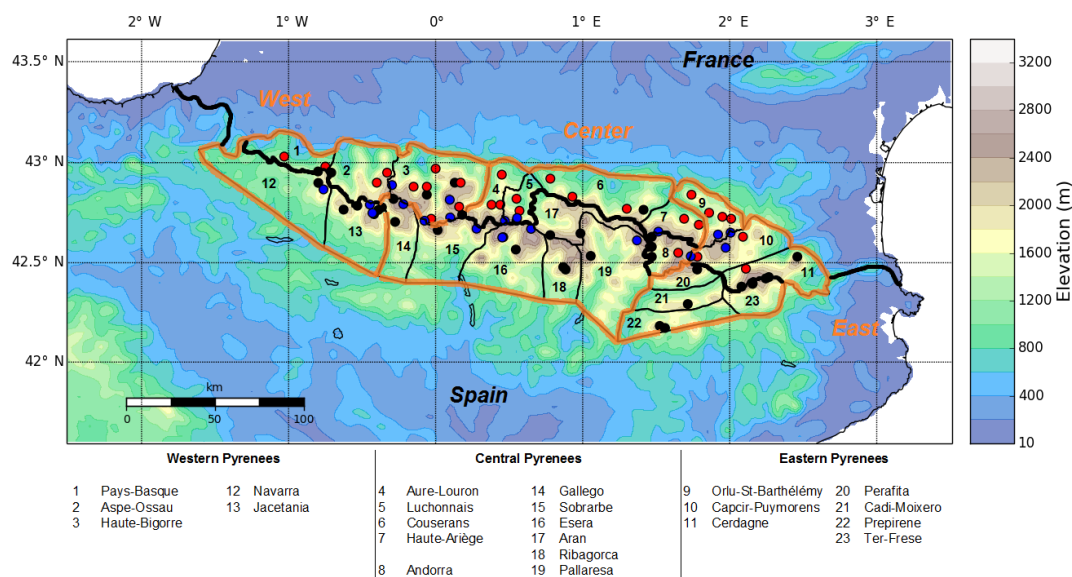 2° W 1° W 0° E 1° E 2° E 3° E
43.5° N
43° N
42.5° N
42° N
France
West
Center
East
Spain
1
2
3
4
5
6
7
8
9
10
11
12
13
14
15
16
17
18
19
20
21
22
23
km
0 50 100
3200
2800
2400
2000
1600
1200
800
400
10
Elevation (m)
Western Pyrenees Central Pyrenees Eastern Pyrenees
1 Pays-Basque 12 Navarra 4 Aure-Louron 14 Gallego 9 Orlu-St-Barthélémy 20 Perafita
2 Aspe-Ossau 13 Jacetania 5 Luchonnais 15 Sobrarbe 10 Capcir-Puymorens 21 Cadi-Moixero
3 Haute-Bigorre 6 Couserans 16 Esera 11 Cerdagne 22 Prepirene
7 Haute-Ariège 17 Aran 23 Ter-Frese
18 Ribagorca
8 Andorra 19 Pallaresa